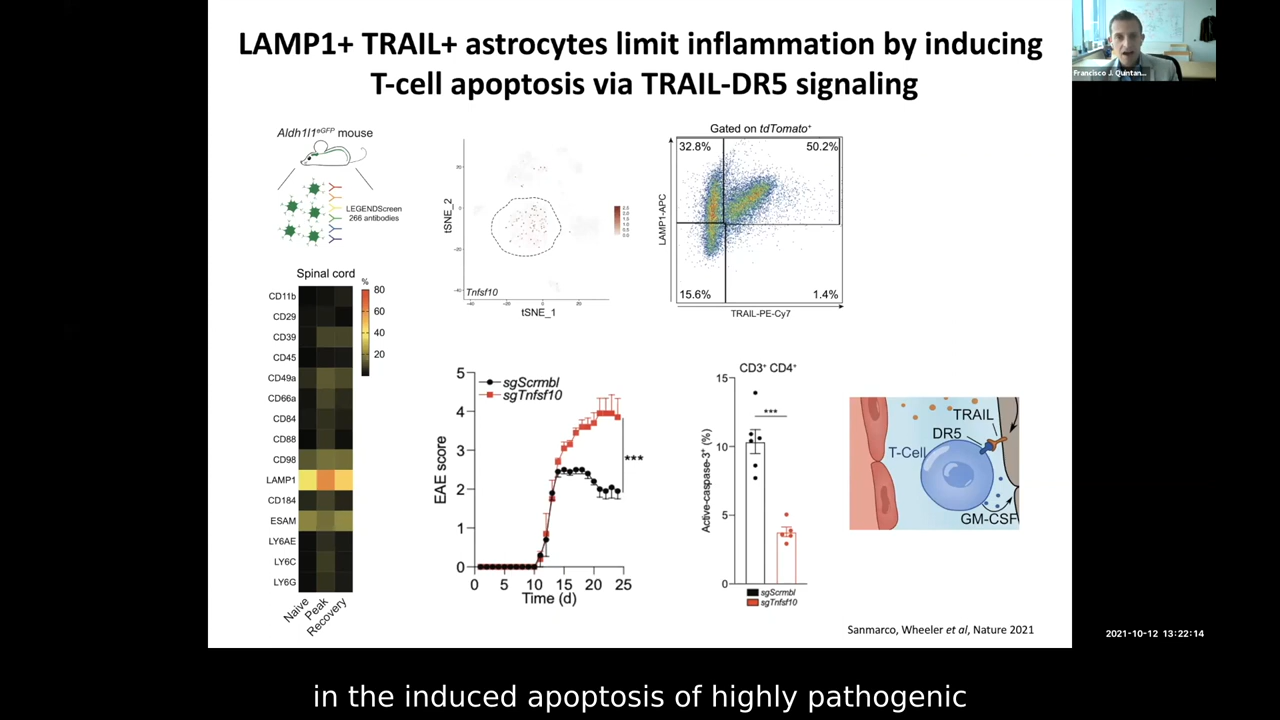 LAMP1+ TRAIL+ astrocytes limit inflammation by inducing
T-cell apoptosis via TRAIL-DR5 signaling
Francisco J. Quintan...
Aldh1l1eGFP mouse
LEGENDScreen
266 antibodies
Spinal cord
%
80
60
40
20
CD11b
CD29
CD39
CD45
CD49a
CD66a
CD84
CD88
CD98
LAMP1
CD184
ESAM
LY6AE
LY6C
LY6G
Naive
Peak
Recovery
tSNE_2
Tnfsf10
tSNE_1
Gated on tdTomato+
32.8%
50.2%
15.6%
1.4%
LAMP1-APC
TRAIL-PE-Cy7
EAE score
5
4
3
2
1
0
sgScrmbl
sgTnfsf10
***
0 5 10 15 20 25
Time (d)
CD3+ CD4+
Active-caspase-3+ (%)
15
10
5
0
***
sgScrmbl
sgTnfsf10
TRAIL
DR5
T-Cell
GM-CSF
Sanmarco, Wheeler et al, Nature 2021
2021-10-12 13:22:14
in the induced apoptosis of highly pathogenic